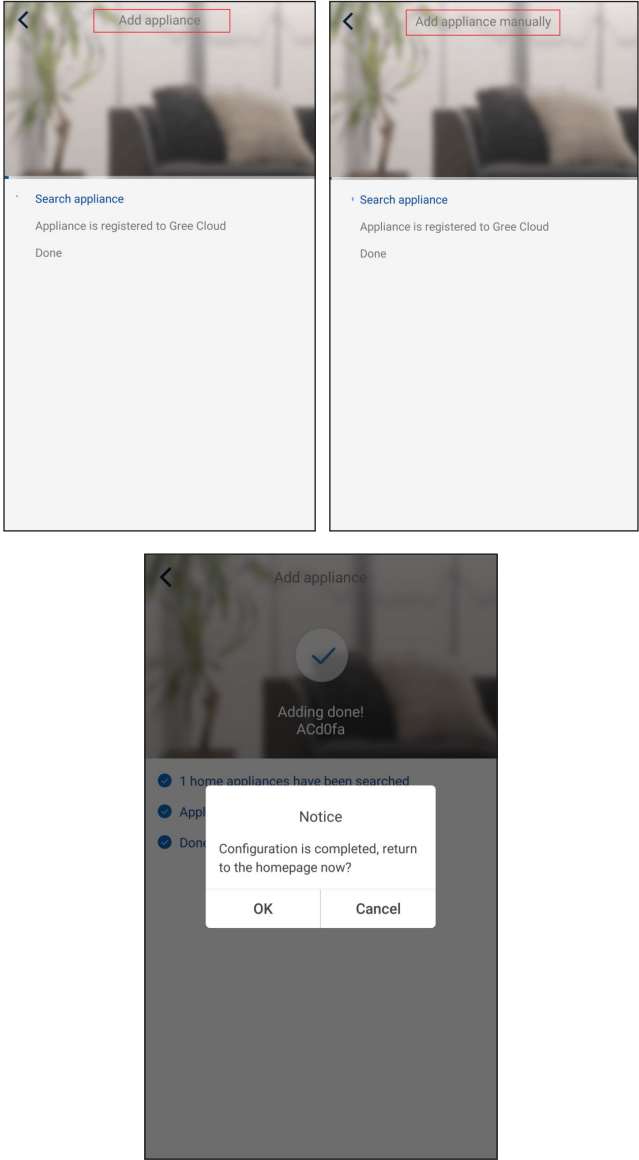 Add appliance
Search appliance
Appliance is registered to Gree Cloud
Done
Add appliance manually
Search appliance
Appliance is registered to Gree Cloud
Done
Add appliance
Adding done!
ACd0fa
1 home appliances have been searched
Appl
Done
Notice
Configuration is completed, return
to the homepage now?
OK
Cancel